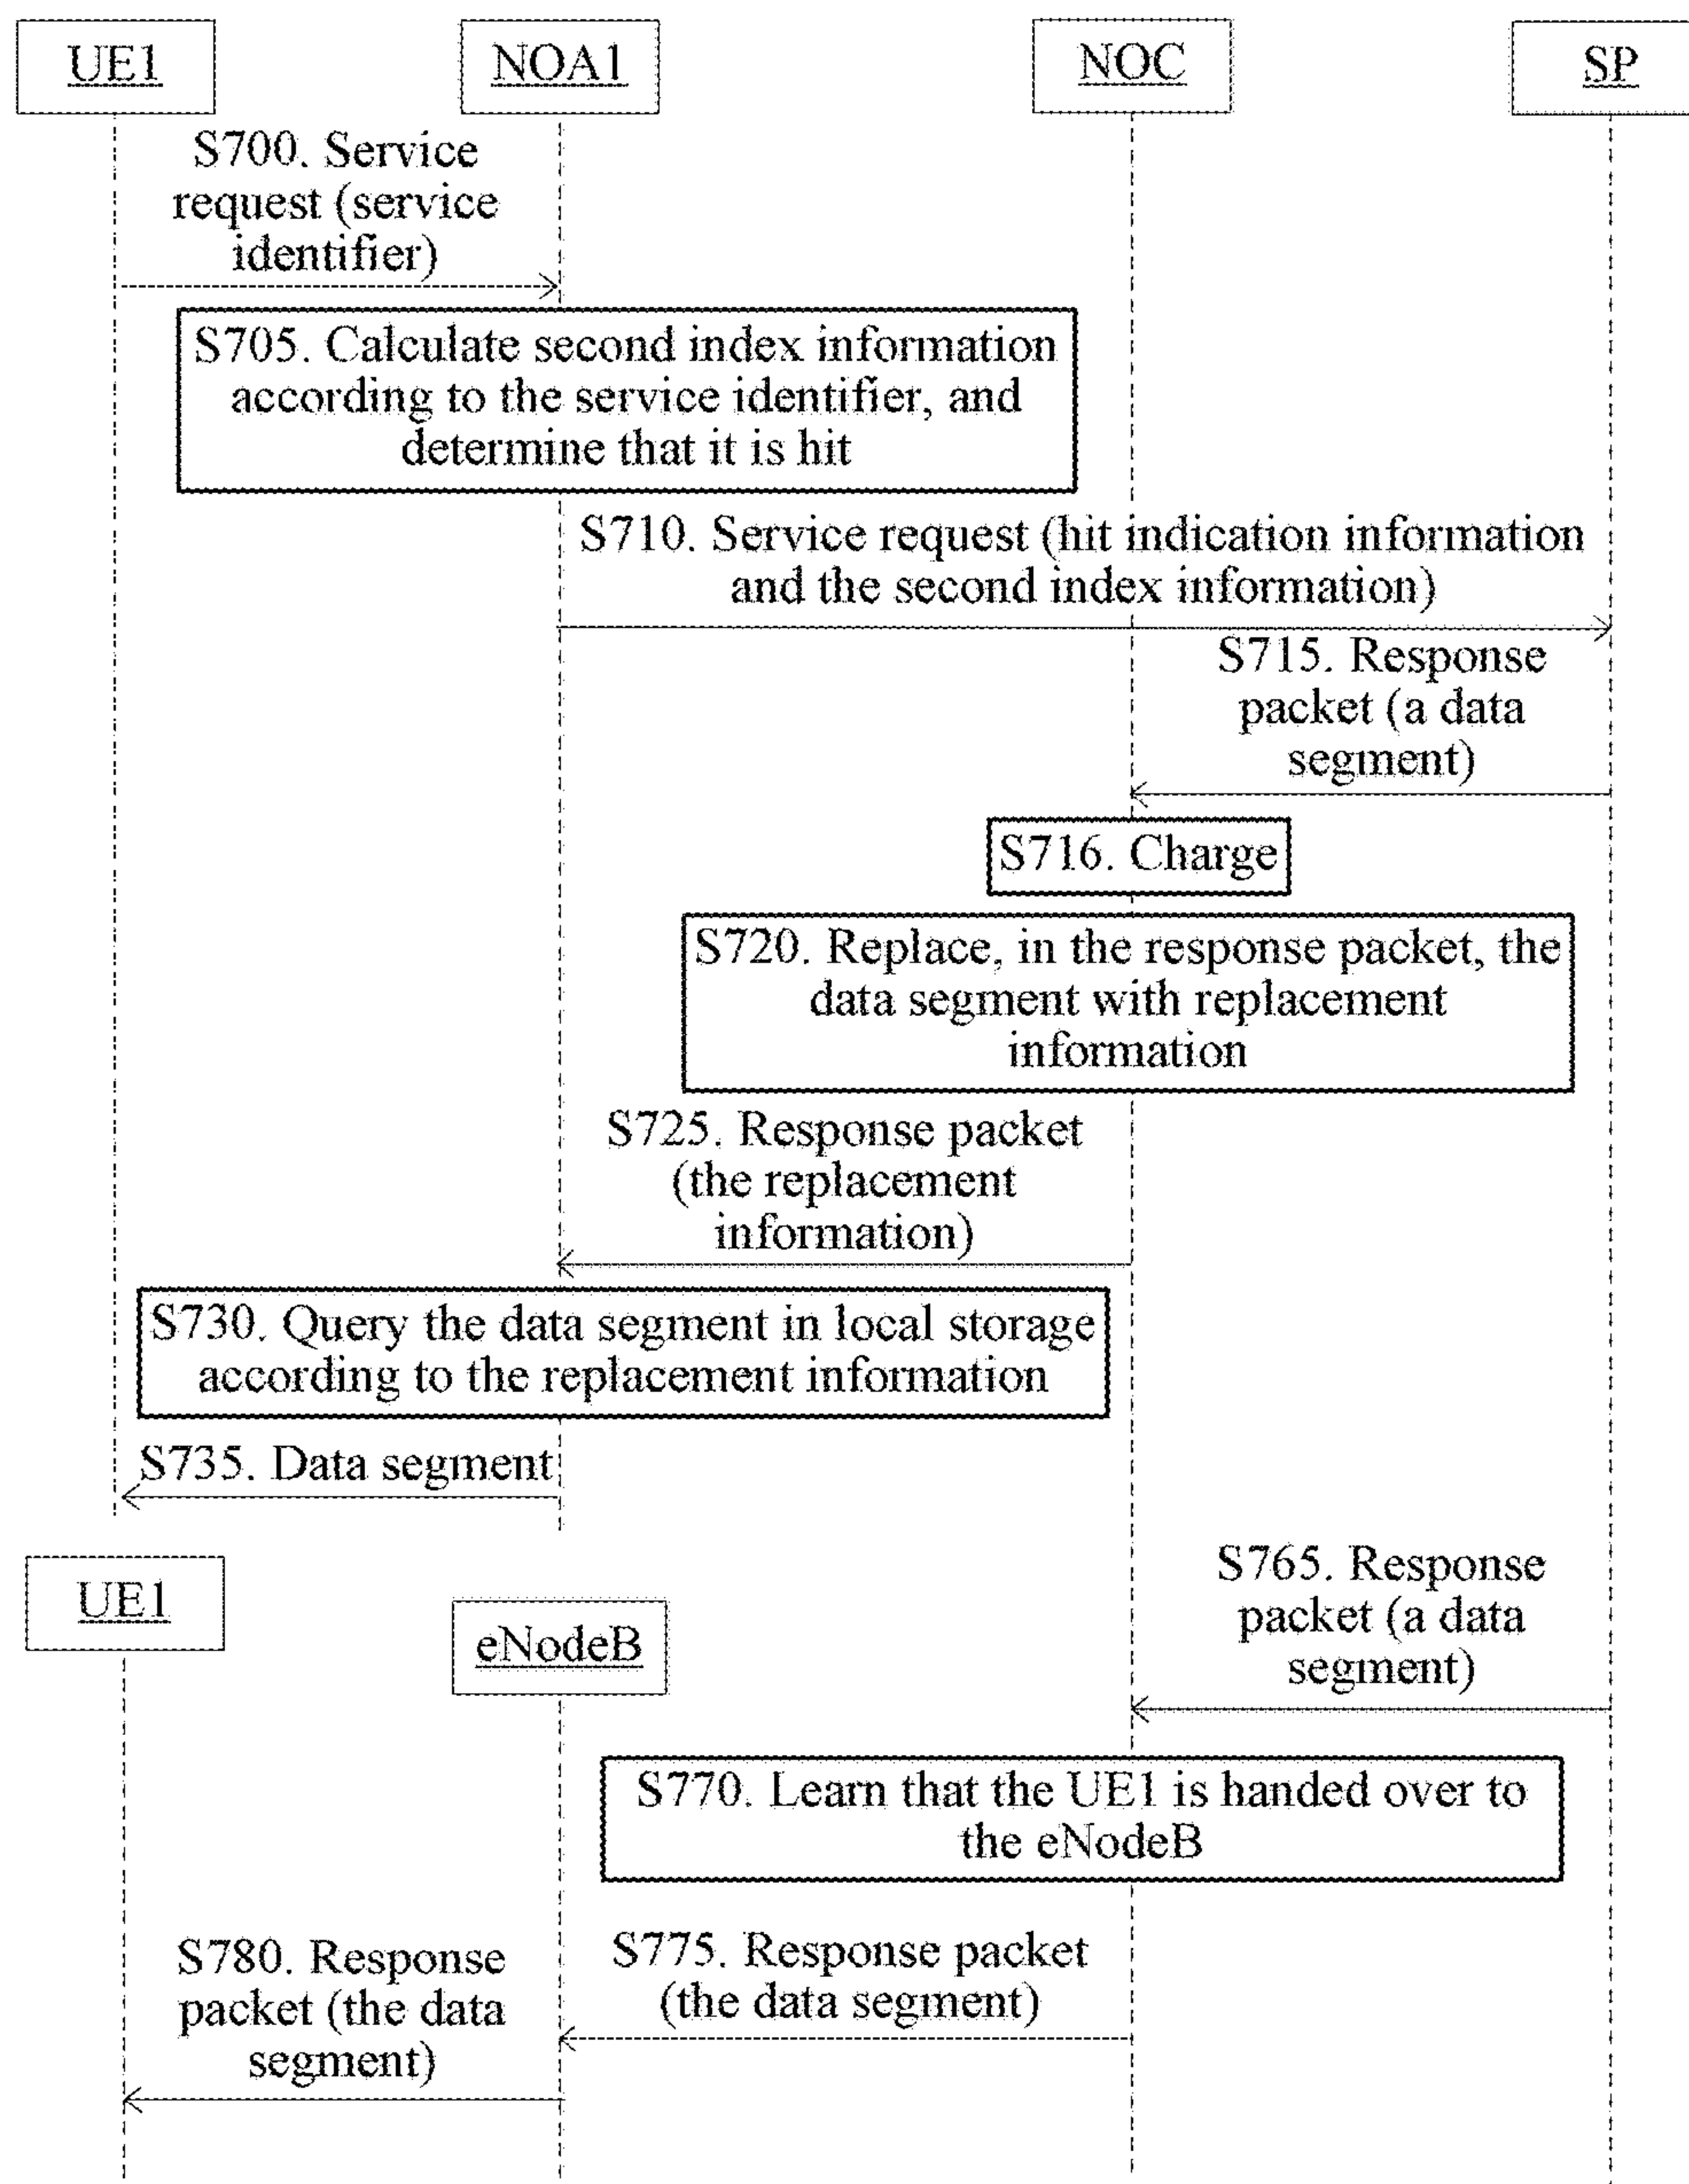 UE1
NOA1
NOC
SP
S700. Service
request (service
identifier)
S705. Calculate second index information
according to the service identifier, and
determine that it is hit
S710. Service request (hit indication information
and the second index information)
S715. Response
packet (a data
segment)
S716. Charge
S720. Replace, in the response packet, the
data segment with replacement
information
S725. Response packet
(the replacement
information)
S730. Query the data segment in local storage
according to the replacement information
S735. Data segment
UE1
eNodeB
S765. Response
packet (a data
segment)
S770. Learn that the UE1 is handed over to
the eNodeB
S775. Response packet
(the data segment)
S780. Response
packet (the data
segment)